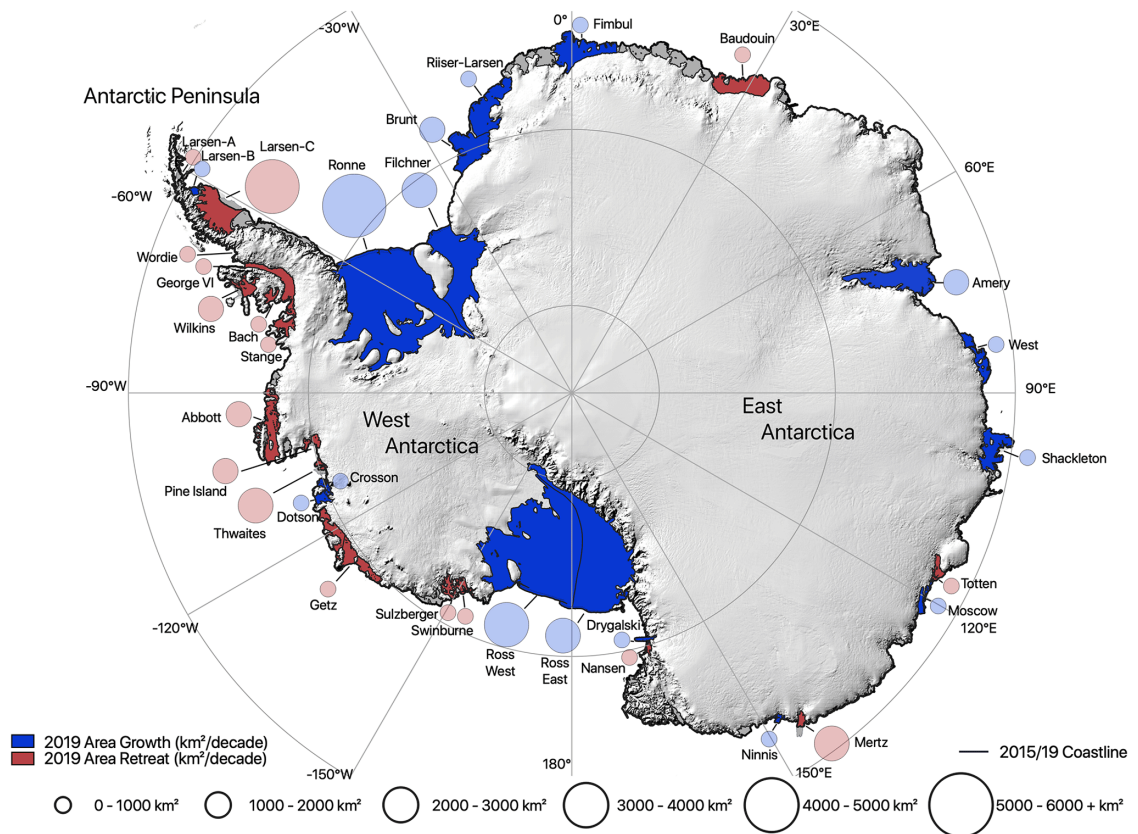 0°
Fimbul
-30°W
30°E
Baudouin
Riiser-Larsen
Antarctic Peninsula
Brunt
Larsen-A
Larsen-B
Larsen-C
Ronne
Filchner
60°E
-60°W
Wordie
George VI
Amery
Wilkins
Bach
Stange
West
-90°W
90°E
Abbott
West
Antarctica
East
Antarctica
Shackleton
Pine Island
Crosson
Dotson
Thwaites
Getz
Totten
Moscow
Sulzberger
Swinburne
Drygalski
120°E
-120°W
Ross
West
Ross
East
Nansen
Ninnis
Mertz
2019 Area Growth (km²/decade)
2019 Area Retreat (km²/decade)
2015/19 Coastline
-150°W
180°
150°E
0 - 1000 km²
1000 - 2000 km²
2000 - 3000 km²
3000 - 4000 km²
4000 - 5000 km²
5000 - 6000 + km²